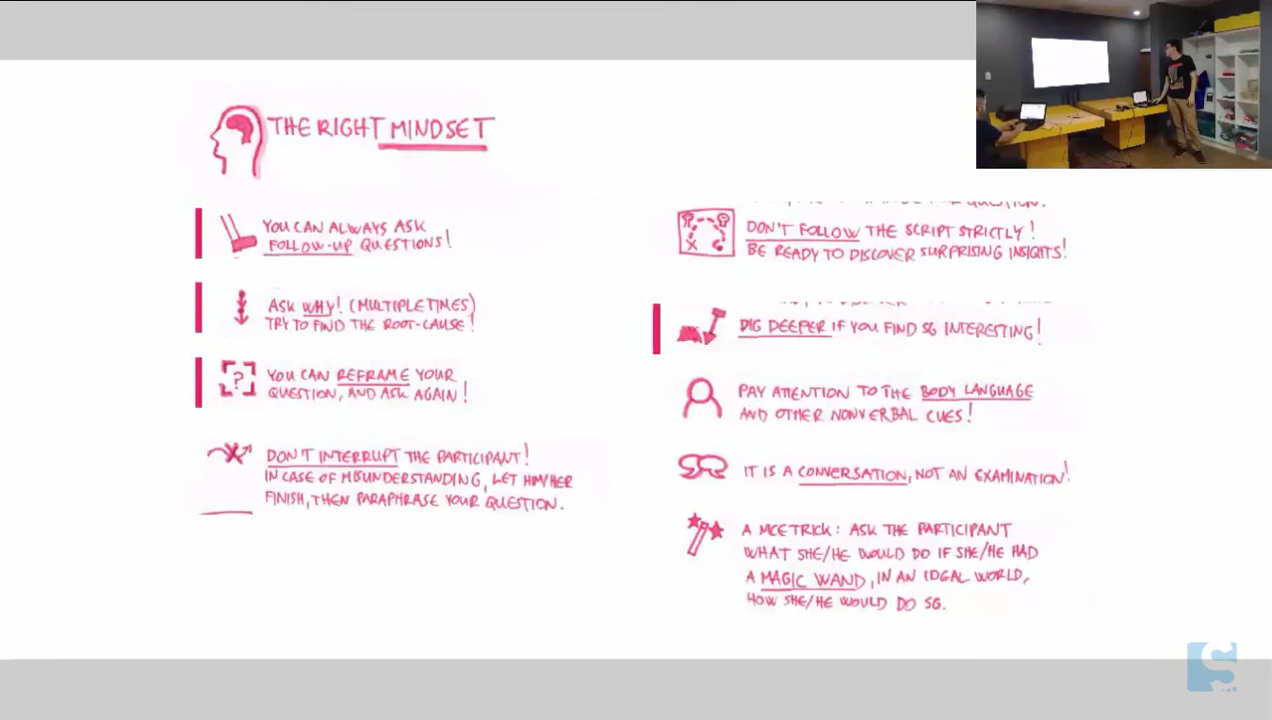 THE RIGHT MINDSET
YOU CAN ALWAYS ASK
FOLLOW-UP QUESTIONS!
ASK WHY! (MULTIPLE TIMES)
TRY TO FIND THE ROOT-CAUSE!
YOU CAN REFRAME YOUR
QUESTION, AND ASK AGAIN!
DON'T INTERRUPT THE PARTICIPANT!
IN CASE OF MISUNDERSTANDING, LET HIM/HER
FINISH, THEN PARAPHRASE YOUR QUESTION.
DON'T FOLLOW THE SCRIPT STRICTLY!
BE READY TO DISCOVER SURPRISING INSIGHTS!
DIG DEEPER IF YOU FIND SG INTERESTING!
PAY ATTENTION TO THE BODY LANGUAGE
AND OTHER NONVERBAL CUES!
IT IS A CONVERSATION, NOT AN EXAMINATION!
A NICE TRICK: ASK THE PARTICIPANT
WHAT SHE/HE WOULD DO IF SHE/HE HAD
A MAGIC WAND, IN AN IDEAL WORLD,
HOW SHE/HE WOULD DO SG.
S